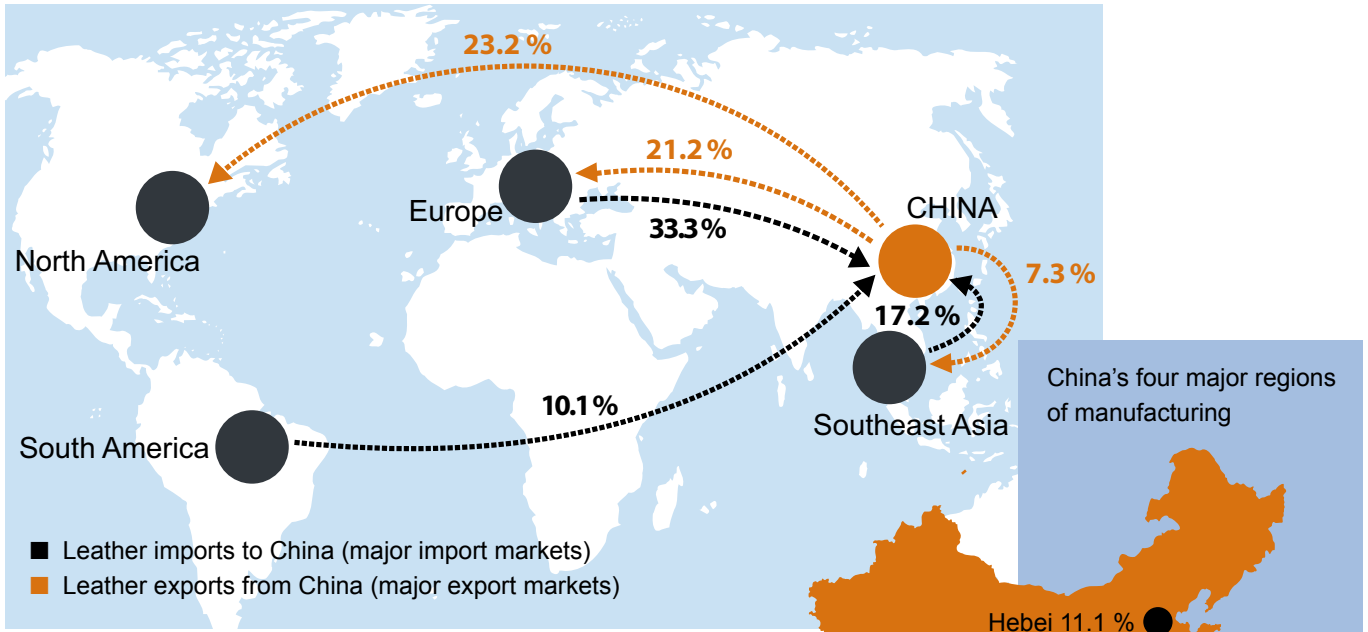 23.2 %
21.2 %
Europe
33.3 %
CHINA
North America
7.3 %
17.2 %
10.1 %
South America
Southeast Asia
China’s four major regions
of manufacturing
Leather imports to China (major import markets)
Leather exports from China (major export markets)
Hebei 11.1 %